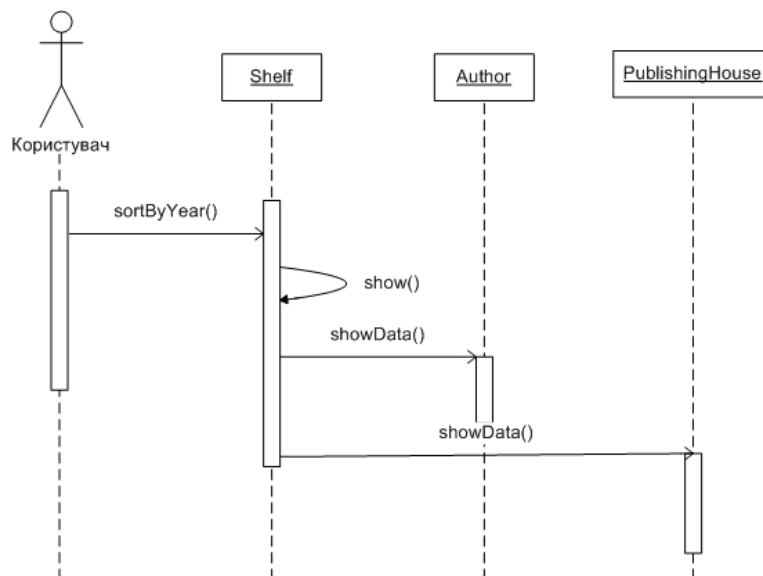 Shelf
Author
PublishingHouse
Користувач
sortByYear()
show()
showData()
showData()